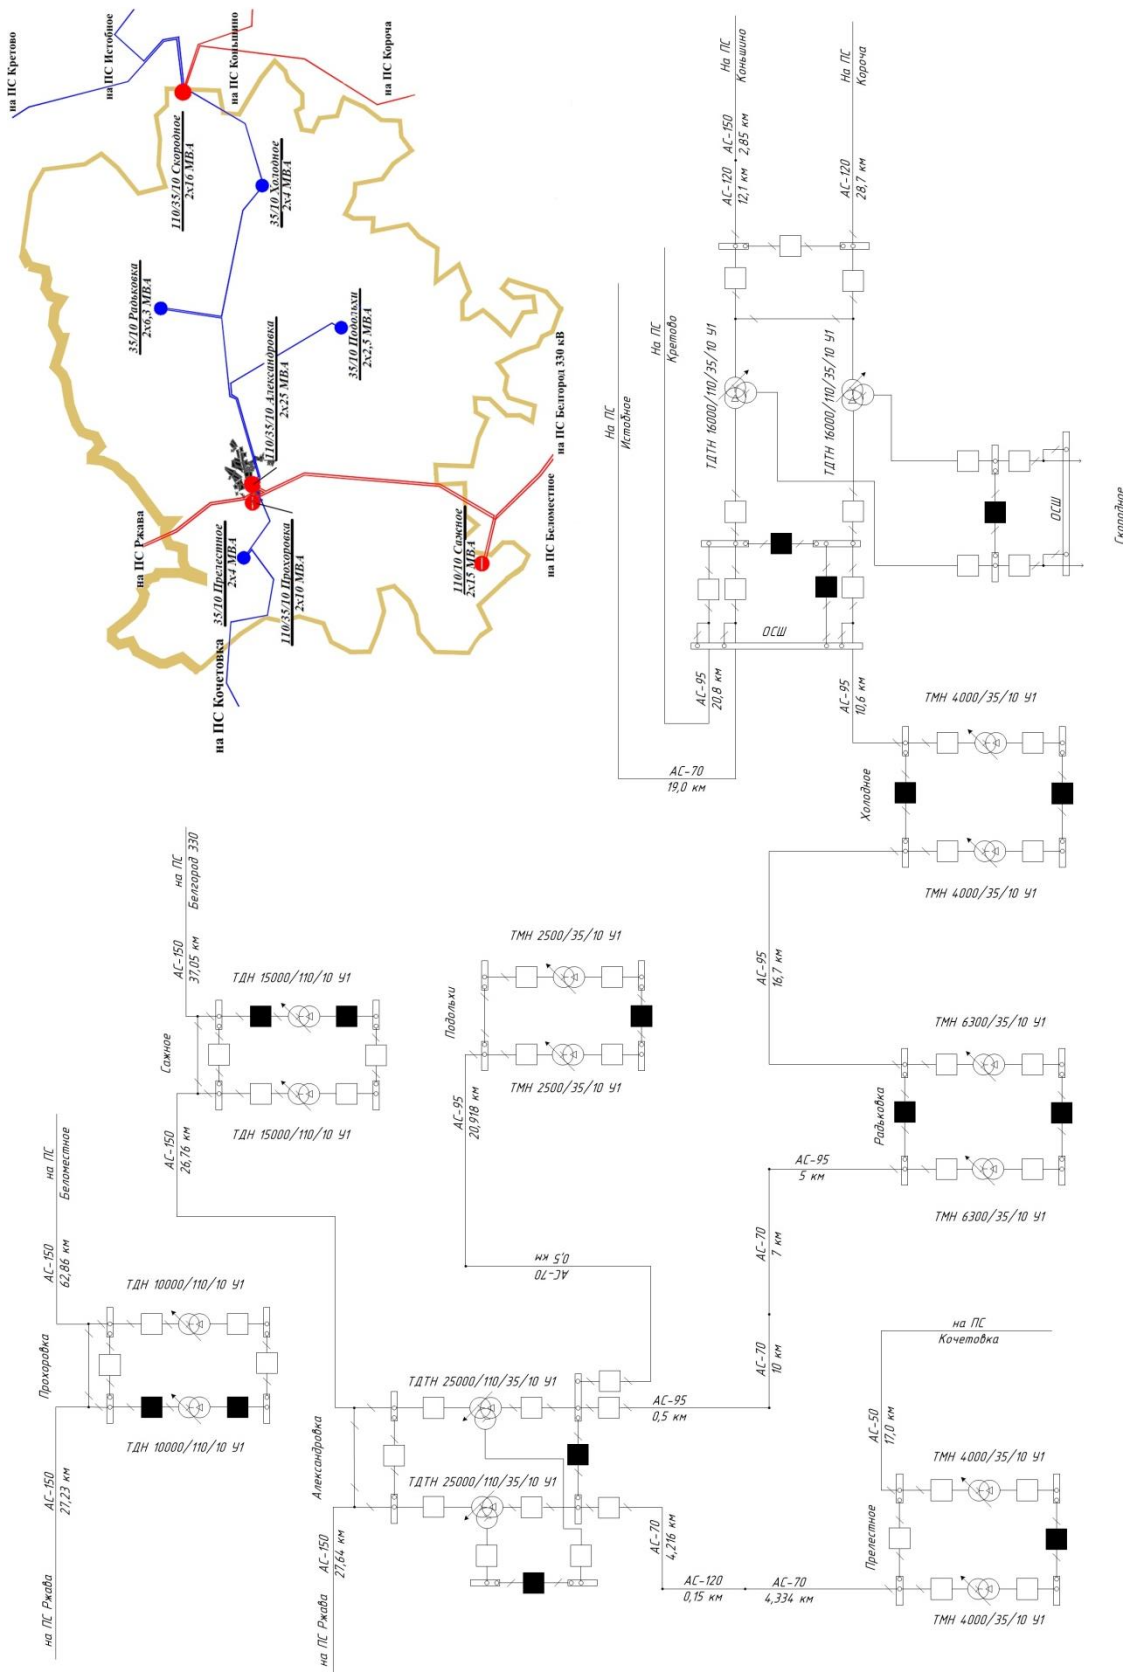 на ПС Кретово
на ПС Истобное
на ПС Коньшино
на ПС Короча
110/35/10 Скородное
2x16 МВА
35/10 Холодное
2x4 МВА
35/10 Радьковка
2x6,3 МВА
35/10 Подольхи
2x2,5 МВА
110/35/10 Александровка
2x25 МВА
на ПС Ржава
35/10 Прелестное
2x4 МВА
110/35/10 Прохоровка
2x10 МВА
на ПС Кочетовка
110/10 Сажное
2x15 МВА
на ПС Беломестное
на ПС Белгород 330 кВ
На ПС
Коньшино
АС-150
2,85 км
АС-120
12,1 км
На ПС
Короча
АС-120
28,7 км
На ПС
Кретово
На ПС
Истобное
ТДТН 16000/110/35/10 У1
ТДТН 16000/110/35/10 У1
ОСШ
ОСШ
Скородное
АС-95
20,8 км
АС-95
10,6 км
АС-70
19,0 км
ТМН 4000/35/10 У1
Холодное
ТМН 4000/35/10 У1
АС-95
16,7 км
ТМН 6300/35/10 У1
Радьковка
ТМН 6300/35/10 У1
АС-95
5 км
АС-70
7 км
АС-70
10 км
АС-95
0,5 км
на ПС
Белгород 330
АС-150
37,05 км
ТДН 15000/110/10 У1
Сажное
ТДН 15000/110/10 У1
АС-150
26,76 км
ТМН 2500/35/10 У1
Подольхи
ТМН 2500/35/10 У1
АС-95
20,918 км
АС-70
0,5 км
на ПС
Беломестное
АС-150
62,86 км
ТДН 10000/110/10 У1
Прохоровка
ТДН 10000/110/10 У1
АС-150
27,23 км
на ПС Ржава
ТДТН 25000/110/35/10 У1
Александровка
ТДТН 25000/110/35/10 У1
АС-150
27,64 км
на ПС Ржава
АС-70
4,216 км
АС-120
0,15 км
АС-70
4,334 км
на ПС
Кочетовка
АС-50
17,0 км
ТМН 4000/35/10 У1
Прелестное
ТМН 4000/35/10 У1